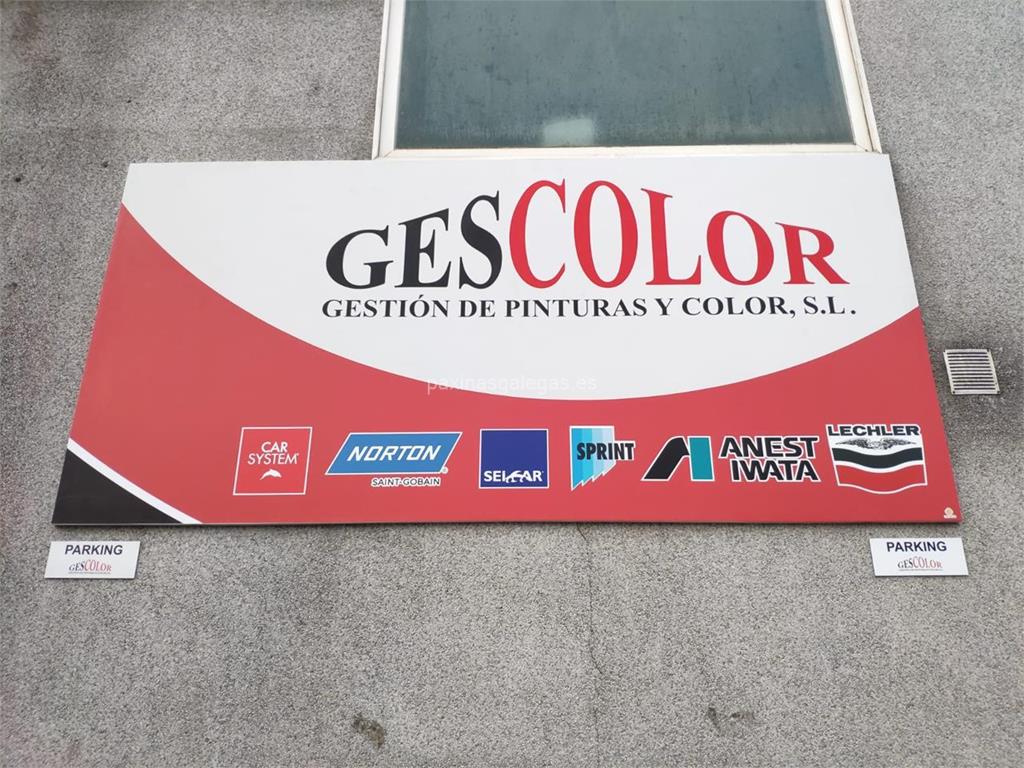 GESCOLOR
GESTIÓN DE PINTURAS Y COLOR, S.L.
paxinasgalegas.es
CAR
SYSTEM
NORTON
SAINT-GOBAIN
SELCAR
SPRINT
ANEST
IWATA
LECHLER
PARKING
GESCOLOR
PARKING
GESCOLOR